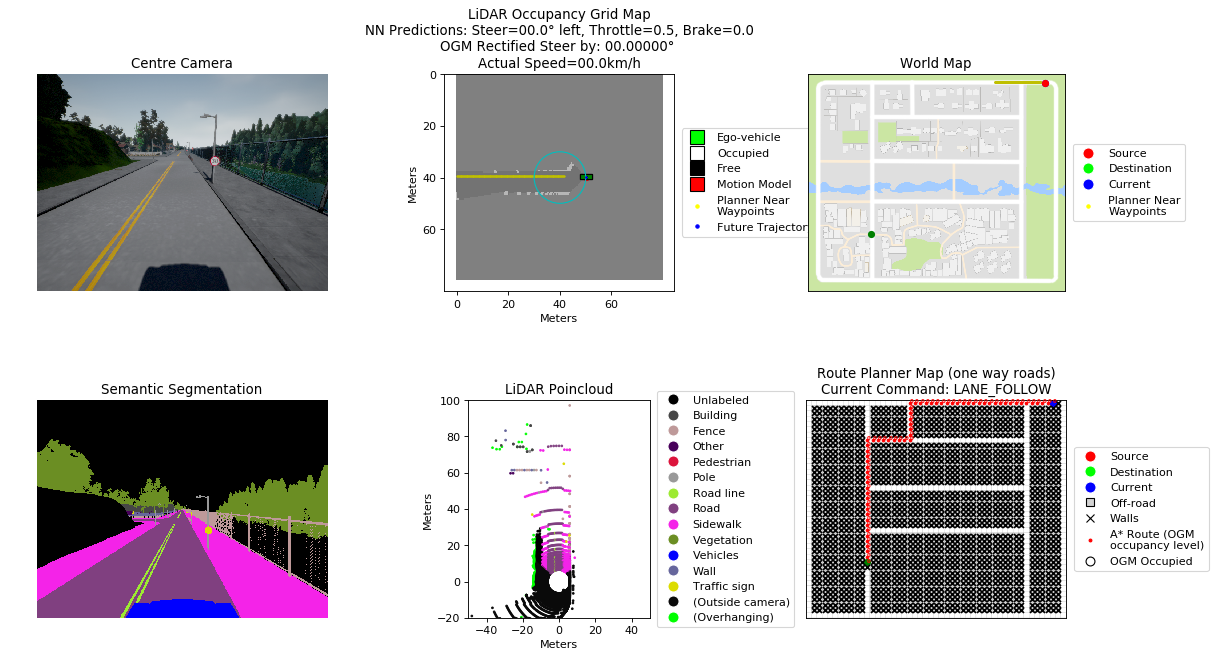 LiDAR Occupancy Grid Map
NN Predictions: Steer=00.0° left, Throttle=0.5, Brake=0.0
OGM Rectified Steer by: 00.00000°
Actual Speed=00.0km/h
Centre Camera
World Map
0
20
40
60
Meters
0
20
40
60
Meters
Ego-vehicle
Occupied
Free
Motion Model
Planner Near
Waypoints
Future Trajector
Source
Destination
Current
Planner Near
Waypoints
Semantic Segmentation
LiDAR Poincloud
Route Planner Map (one way roads)
Current Command: LANE_FOLLOW
100
80
60
40
20
0
−20
Meters
−40
−20
0
20
40
Meters
Unlabeled
Building
Fence
Other
Pedestrian
Pole
Road line
Road
Sidewalk
Vegetation
Vehicles
Wall
Traffic sign
(Outside camera)
(Overhanging)
Source
Destination
Current
Off-road
Walls
A* Route (OGM
occupancy level)
OGM Occupied